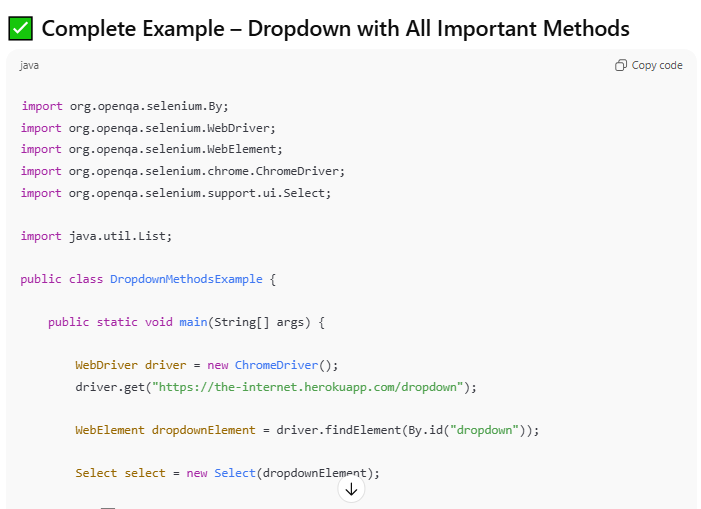 ✅ Complete Example – Dropdown with All Important Methods
java
Copy code
import org.openqa.selenium.By;
import org.openqa.selenium.WebDriver;
import org.openqa.selenium.WebElement;
import org.openqa.selenium.chrome.ChromeDriver;
import org.openqa.selenium.support.ui.Select;
import java.util.List;
public class DropdownMethodsExample {
public static void main(String[] args) {
WebDriver driver = new ChromeDriver();
driver.get("https://the-internet.herokuapp.com/dropdown");
WebElement dropdownElement = driver.findElement(By.id("dropdown"));
Select select = new Select(dropdownElement);